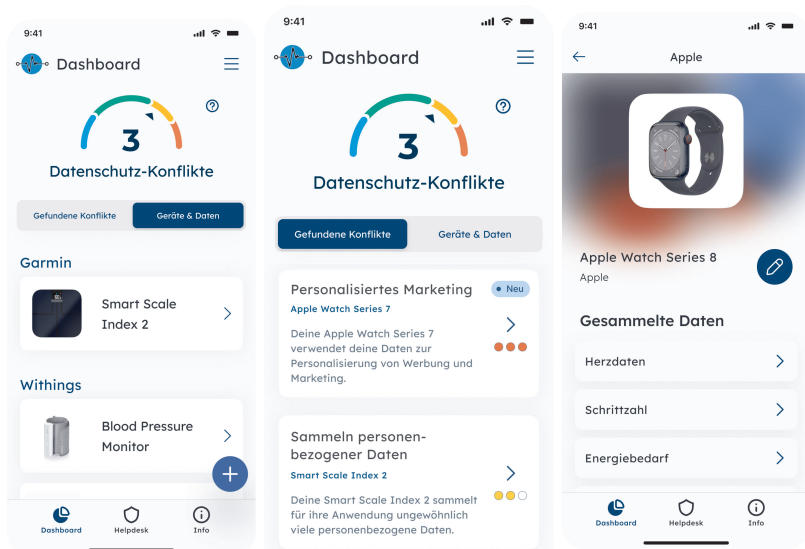 9:41
Dashboard
3
Datenschutz-Konflikte
Gefundene Konflikte
Geräte & Daten
Garmin
Smart Scale
Index 2
Withings
Blood Pressure
Monitor
Dashboard
Helpdesk
Info
9:41
Dashboard
3
Datenschutz-Konflikte
Gefundene Konflikte
Geräte & Daten
Personalisiertes Marketing
Neu
Apple Watch Series 7
Deine Apple Watch Series 7
verwendet deine Daten zur
Personalisierung von Werbung und
Marketing.
Sammeln personen-
bezogener Daten
Smart Scale Index 2
Deine Smart Scale Index 2 sammelt
für ihre Anwendung ungewöhnlich
viele personenbezogene Daten.
9:41
Apple
Apple Watch Series 8
Apple
Gesammelte Daten
Herzdaten
Schrittzahl
Energiebedarf
Dashboard
Helpdesk
Info